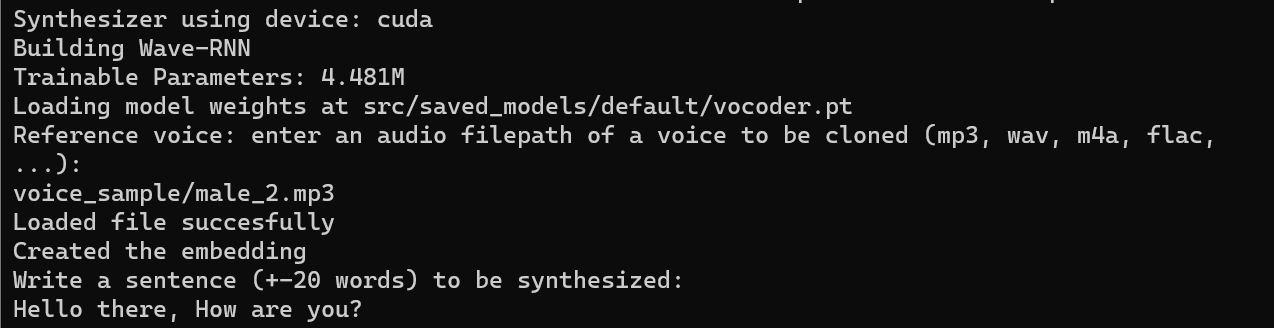 Synthesizer using device: cuda
Building Wave-RNN
Trainable Parameters: 4.481M
Loading model weights at src/saved_models/default/vocoder.pt
Reference voice: enter an audio filepath of a voice to be cloned (mp3, wav, m4a, flac,
...):
voice_sample/male_2.mp3
Loaded file succesfully
Created the embedding
Write a sentence (+-20 words) to be synthesized:
Hello there, How are you?